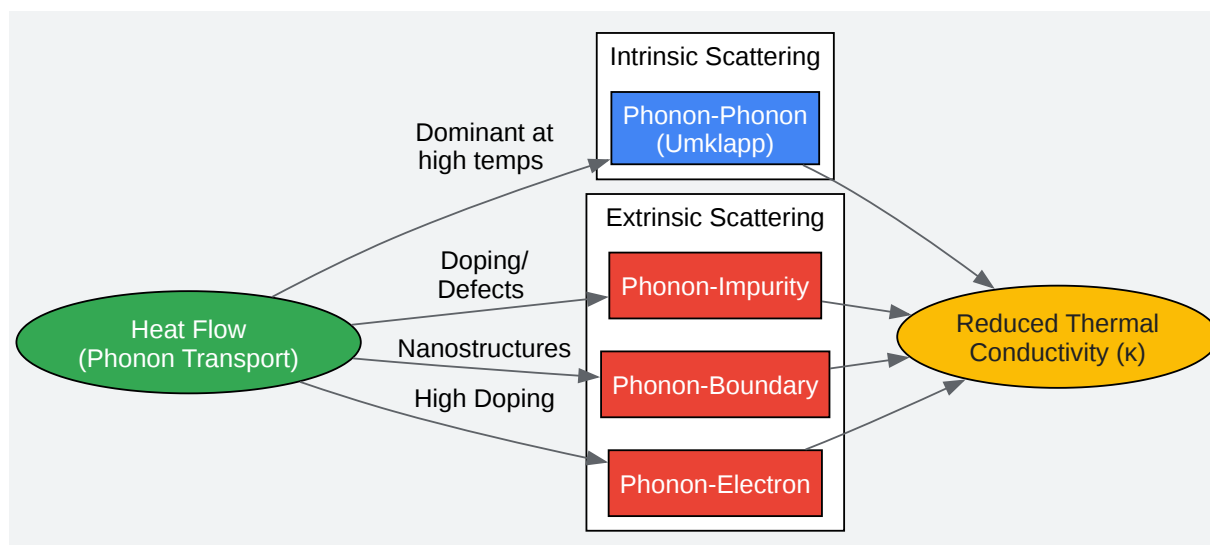 Intrinsic Scattering
Phonon-Phonon
(Umklapp)
Dominant at
high temps
Extrinsic Scattering
Doping/
Defects
Phonon-Impurity
Heat Flow
(Phonon Transport)
Nanostructures
Phonon-Boundary
High Doping
Phonon-Electron
Reduced Thermal
Conductivity (κ)